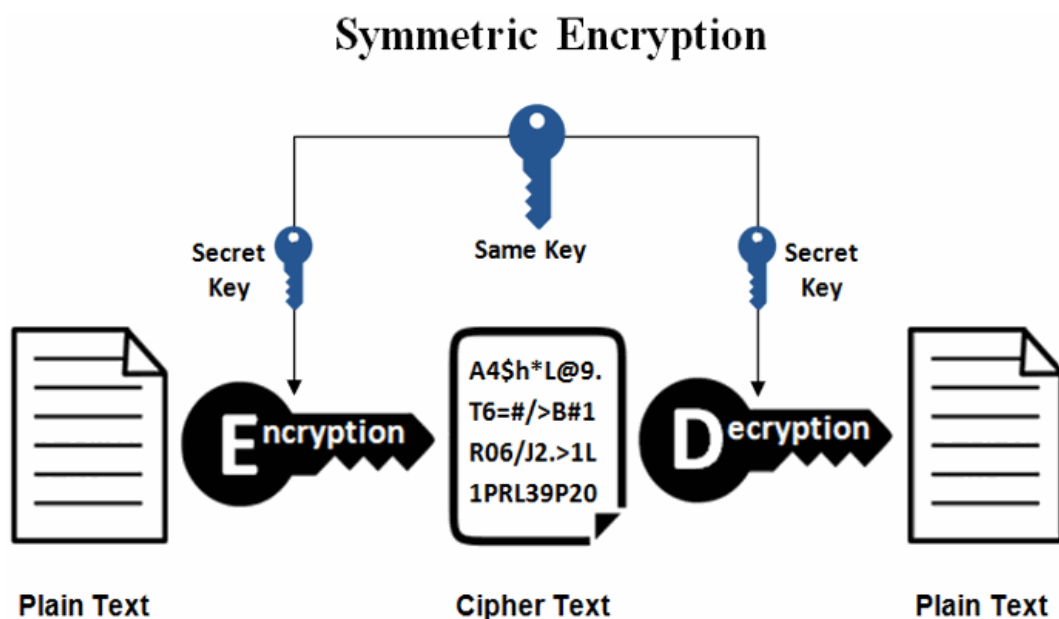 Symmetric Encryption
Same Key
Secret
Key
Secret
Key
Encryption
A4$h*L@9.
T6=#/>B#1
R06/J2.>1L
1PRL39P20
Decryption
Plain Text
Cipher Text
Plain Text